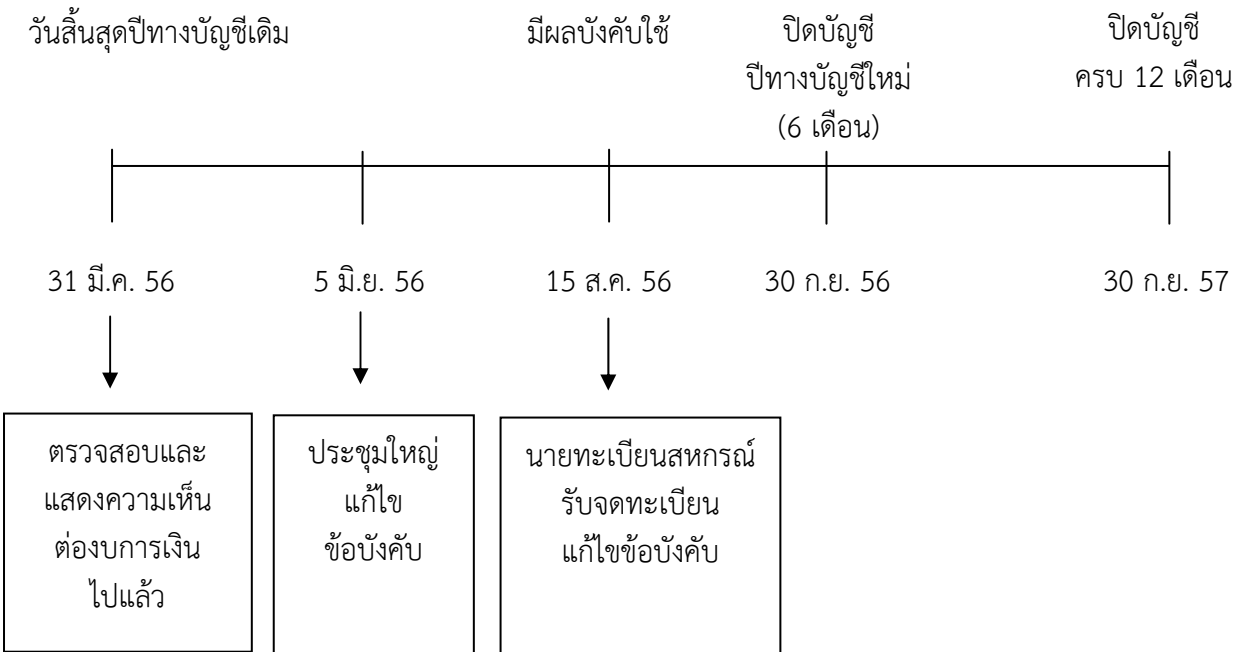 วันสิ้นสุดปีทางบัญชีเดิม
มีผลบังคับใช้
ปิดบัญชี
ปีทางบัญชีใหม่
(6 เดือน)
ปิดบัญชี
ครบ 12 เดือน
31 มี.ค. 56
5 มิ.ย. 56
15 ส.ค. 56
30 ก.ย. 56
30 ก.ย. 57
ตรวจสอบและ
แสดงความเห็น
ต่องบการเงิน
ไปแล้ว
ประชุมใหญ่
แก้ไข
ข้อบังคับ
นายทะเบียนสหกรณ์
รับจดทะเบียน
แก้ไขข้อบังคับ